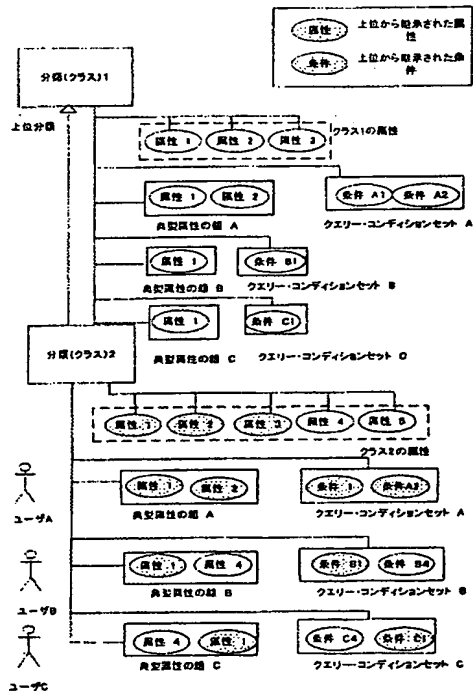 属性 上位から継承された属性
条件 上位から継承された条件
分類(クラス)1
上位分類
属性 1 属性 2 属性 3
クラス1の属性
属性 1 属性 2
条件 A1 条件 A2
典型属性の組 A クエリー・コンディションセット A
属性 1 条件 B1
典型属性の組 B クエリー・コンディションセット B
属性 1 条件 C1
典型属性の組 C クエリー・コンディションセット C
分類(クラス)2
属性 1 属性 2 属性 3 属性 4 属性 5
クラス2の属性
属性 1 属性 2 条件 1 条件A2
ユーザA 典型属性の組 A クエリー・コンディションセット A
属性 1 属性 4 条件 B1 条件 B4
ユーザB 典型属性の組 B クエリー・コンディションセット B
属性 4 属性 1 条件 C4 条件 C1
典型属性の組 C クエリー・コンディションセット C
ユーザC